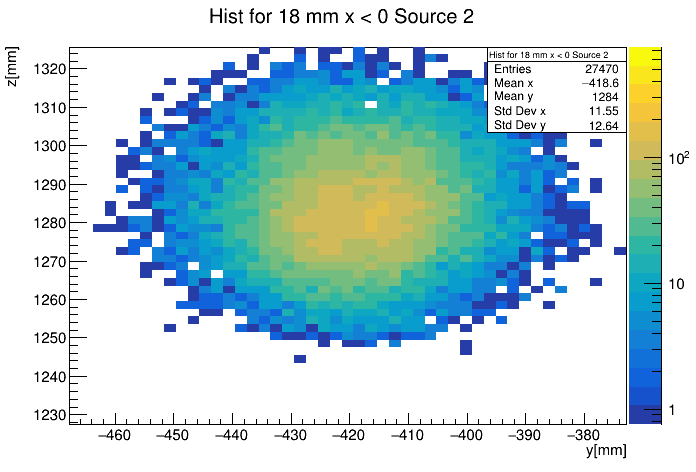 Hist for 18 mm x < 0 Source 2
z[mm]
Hist for 18 mm x < 0 Source 2
Entries 27470
Mean x −418.6
Mean y 1284
Std Dev x 11.55
Std Dev y 12.64
1320
1310
1300
1290
1280
1270
1260
1250
1240
1230
10²
10
1
−460 −450 −440 −430 −420 −410 −400 −390 −380
y[mm]